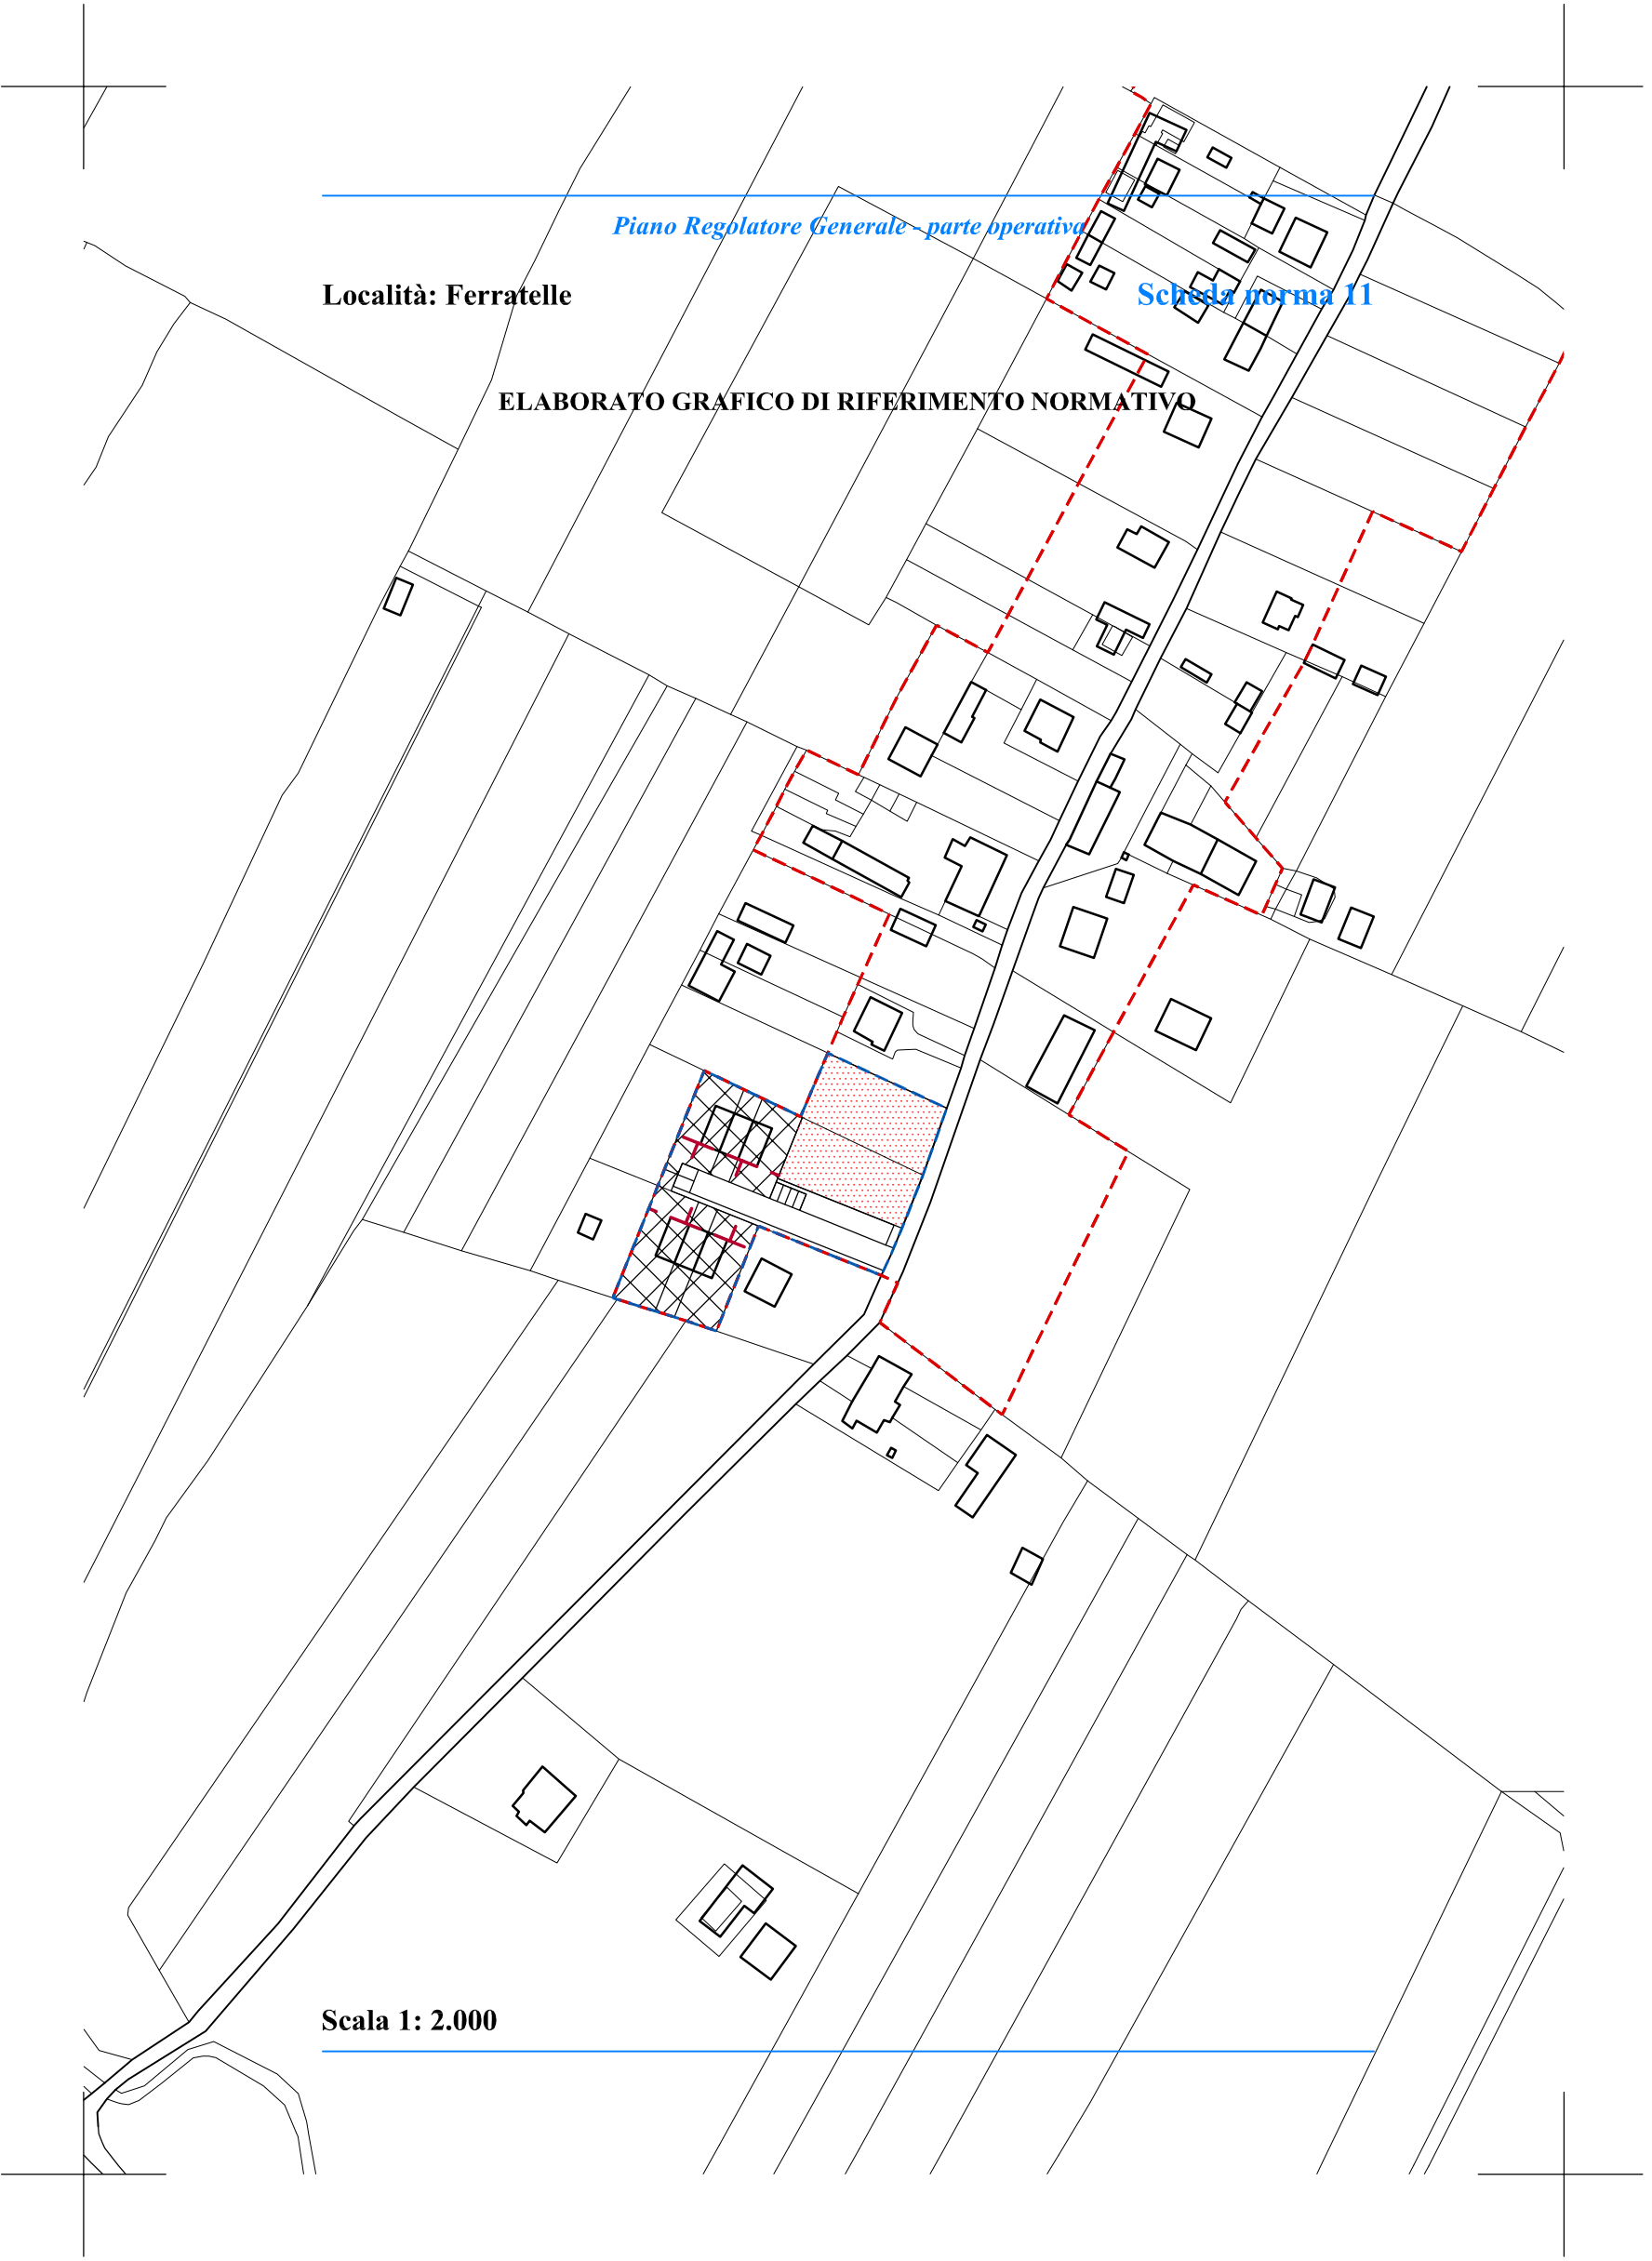 Piano Regolatore Generale - parte operativa
Località: Ferratelle
Scheda norma 11
ELABORATO GRAFICO DI RIFERIMENTO NORMATIVO
Scala 1: 2.000